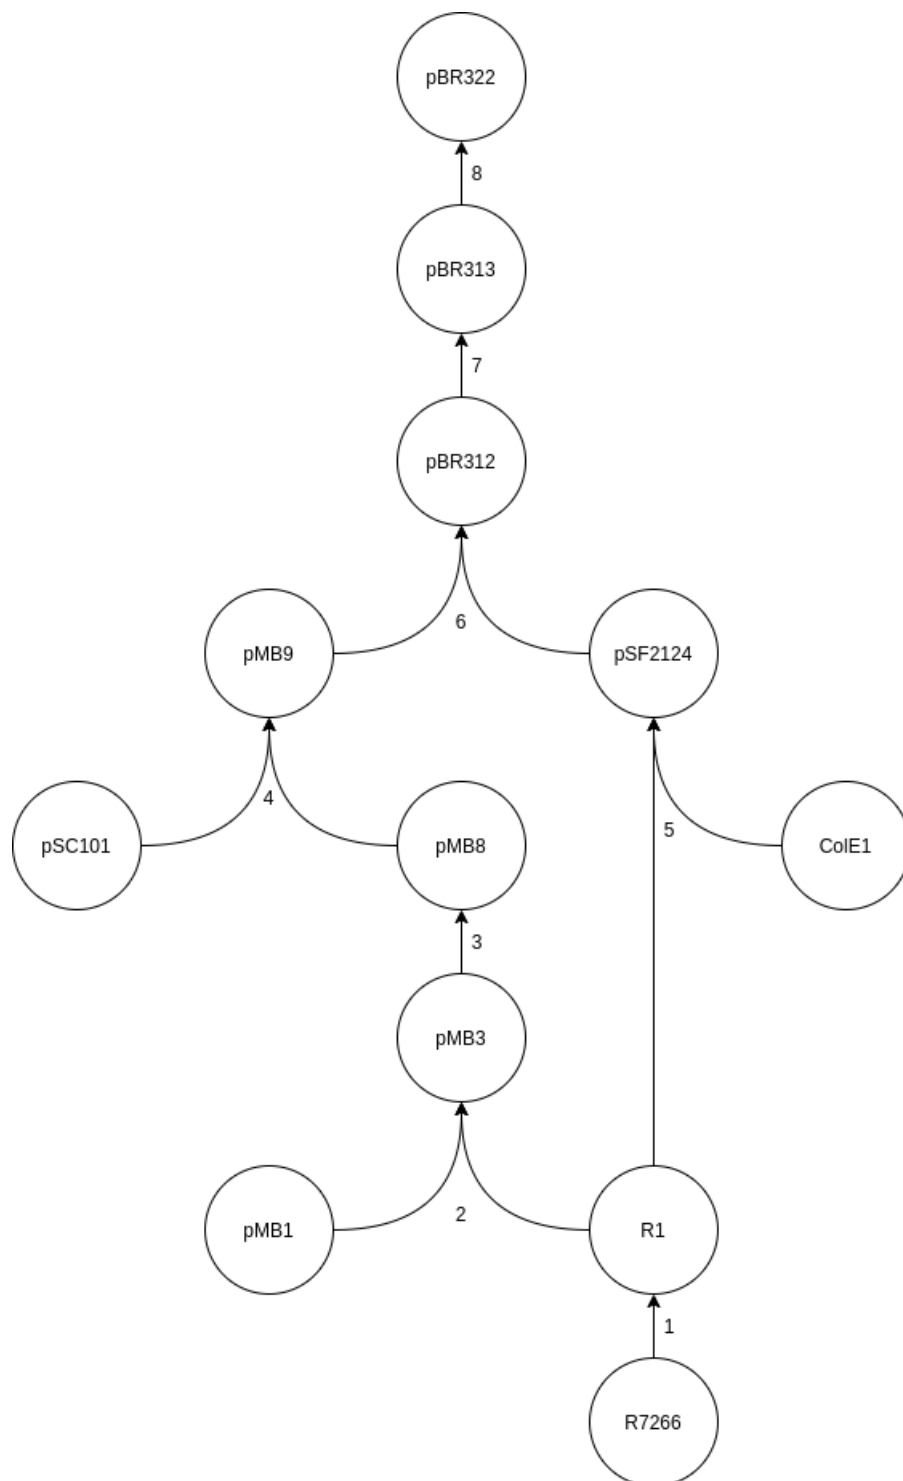 pBR322
8
pBR313
7
pBR312
6
pMB9
pSF2124
4
5
pSC101
pMB8
ColE1
3
pMB3
2
pMB1
R1
1
R7266